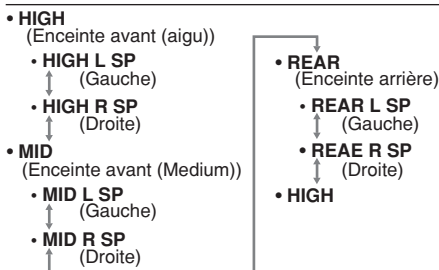 • HIGH
(Enceinte avant (aigu))
• HIGH L SP
(Gauche)
• HIGH R SP
(Droite)
• MID
(Enceinte avant (Medium))
• MID L SP
(Gauche)
• MID R SP
(Droite)
• REAR
(Enceinte arrière)
• REAR L SP
(Gauche)
• REAE R SP
(Droite)
• HIGH